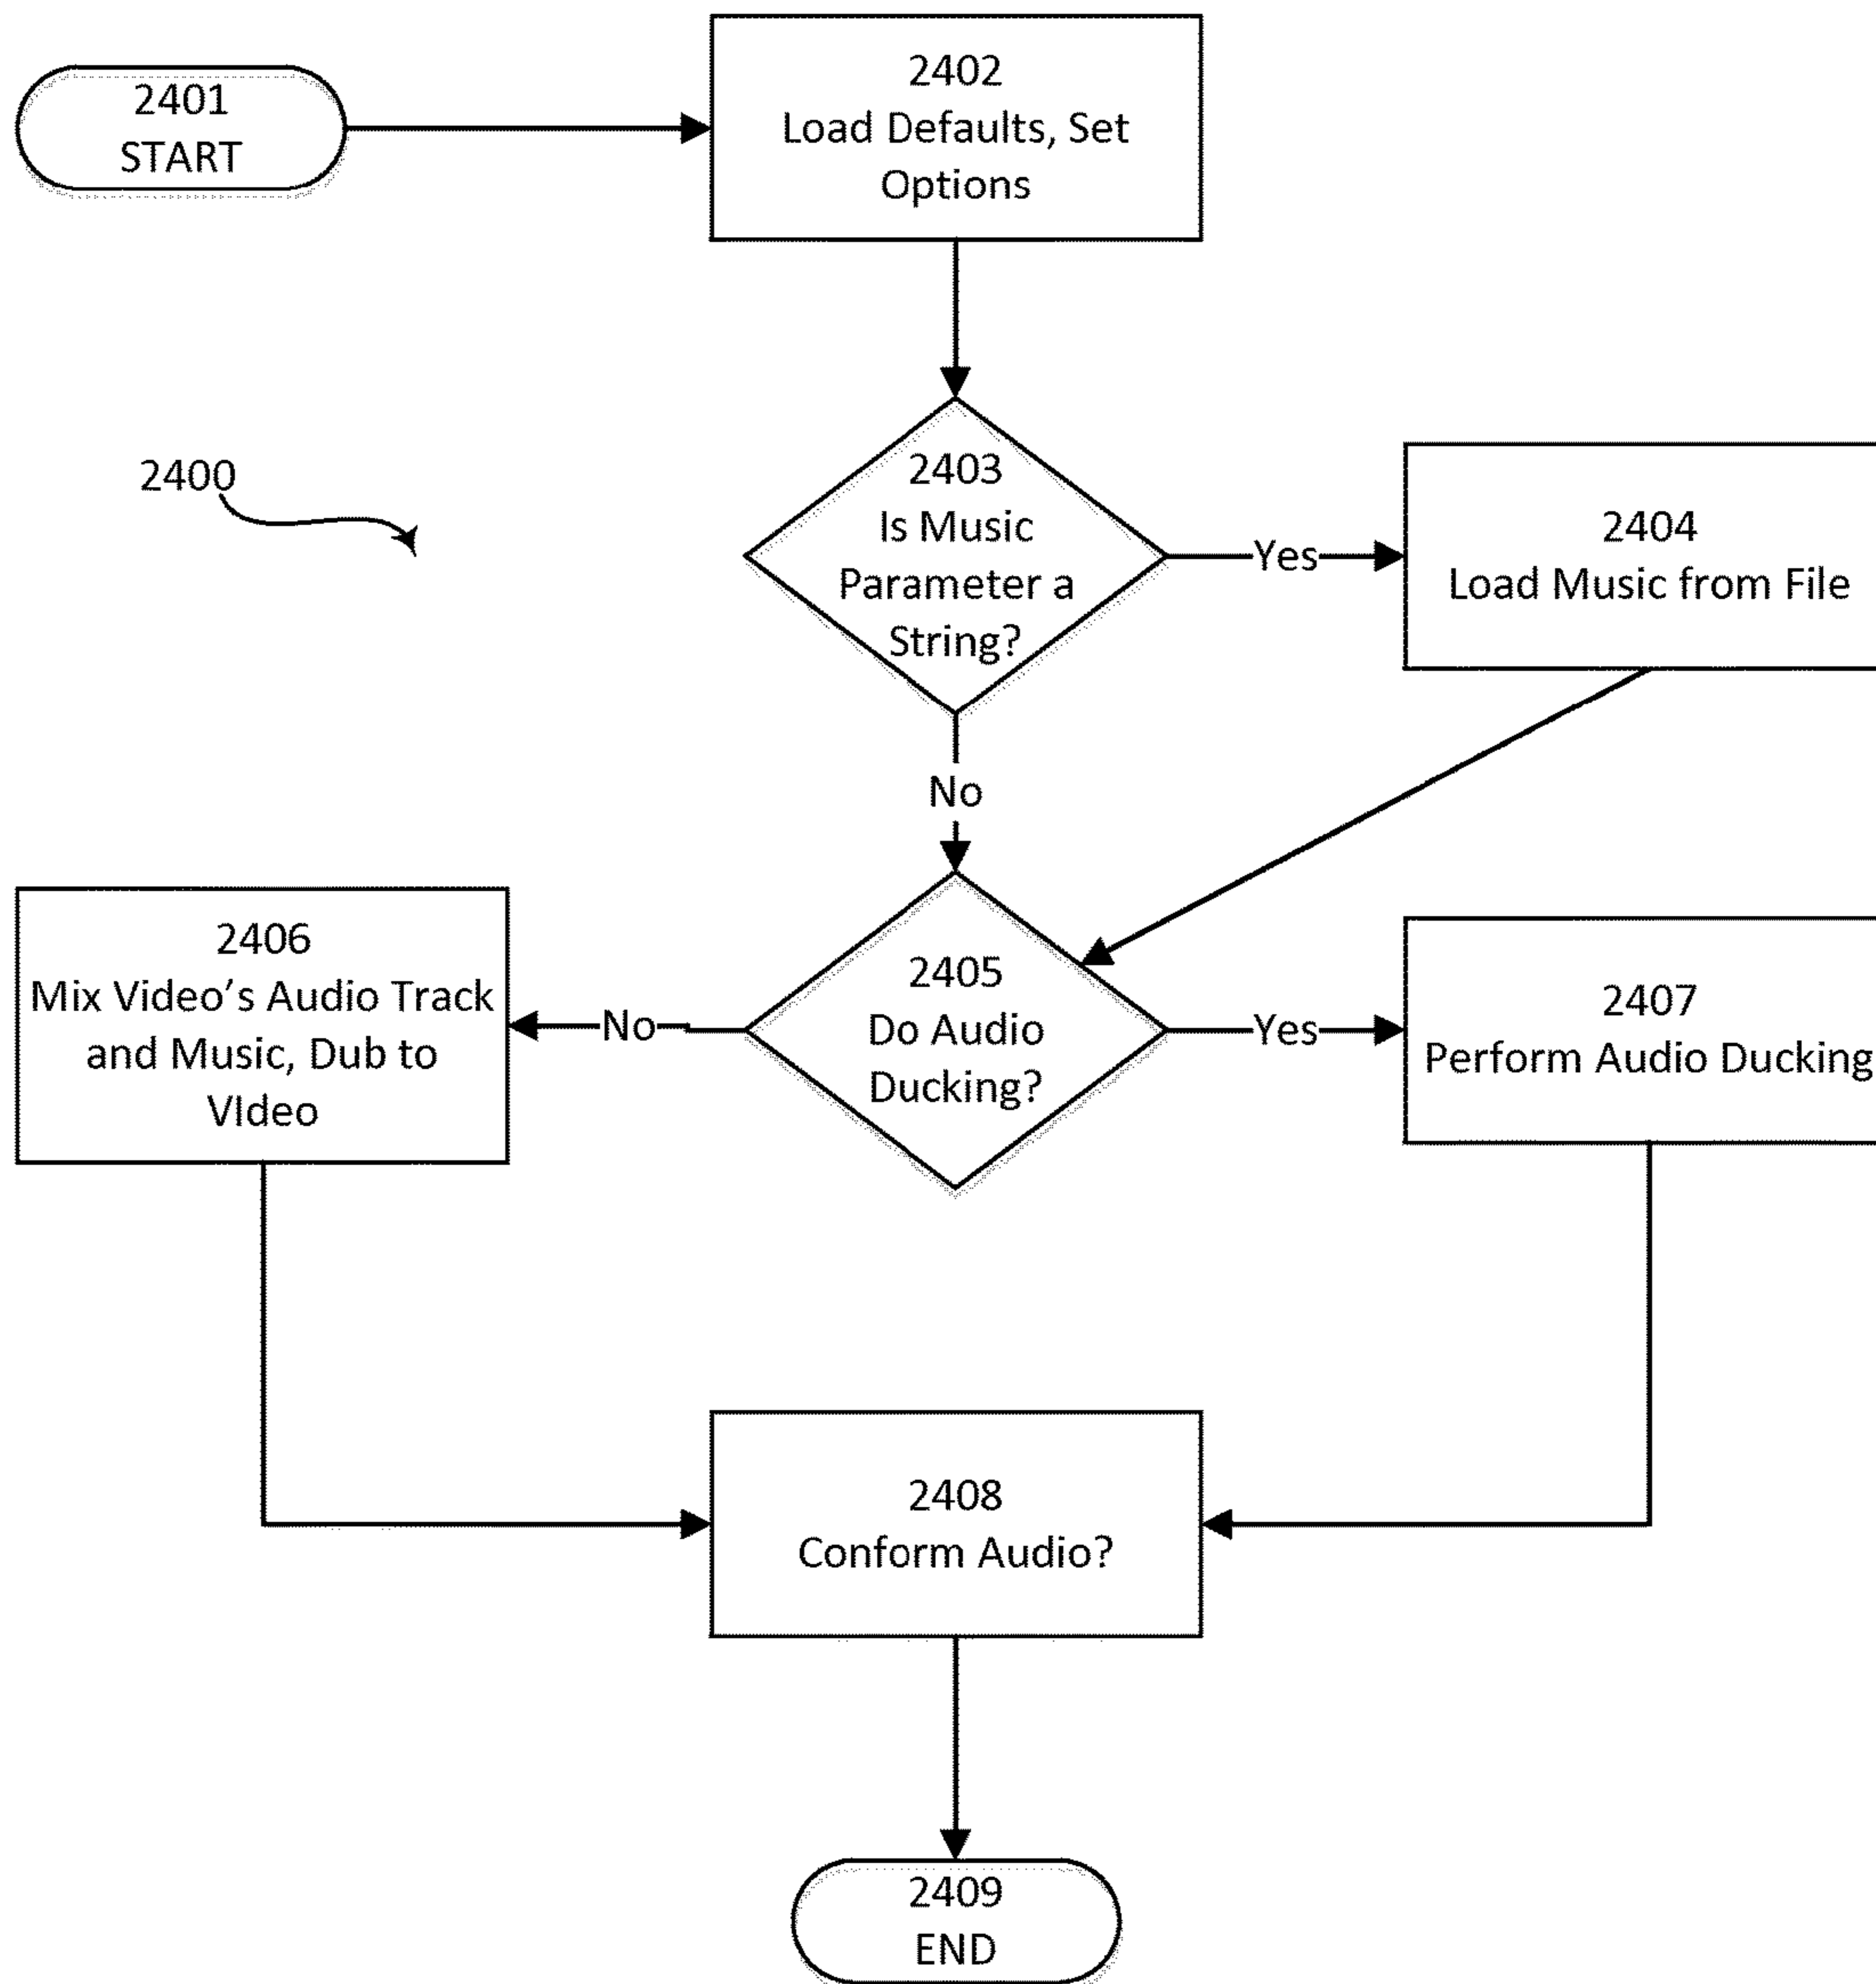 2401
START
2402
Load Defaults, Set
Options
2400
2403
Is Music
Parameter a
String?
Yes
2404
Load Music from File
No
2406
Mix Video's Audio Track
and Music, Dub to
VIdeo
No
2405
Do Audio
Ducking?
Yes
2407
Perform Audio Ducking
2408
Conform Audio?
2409
END